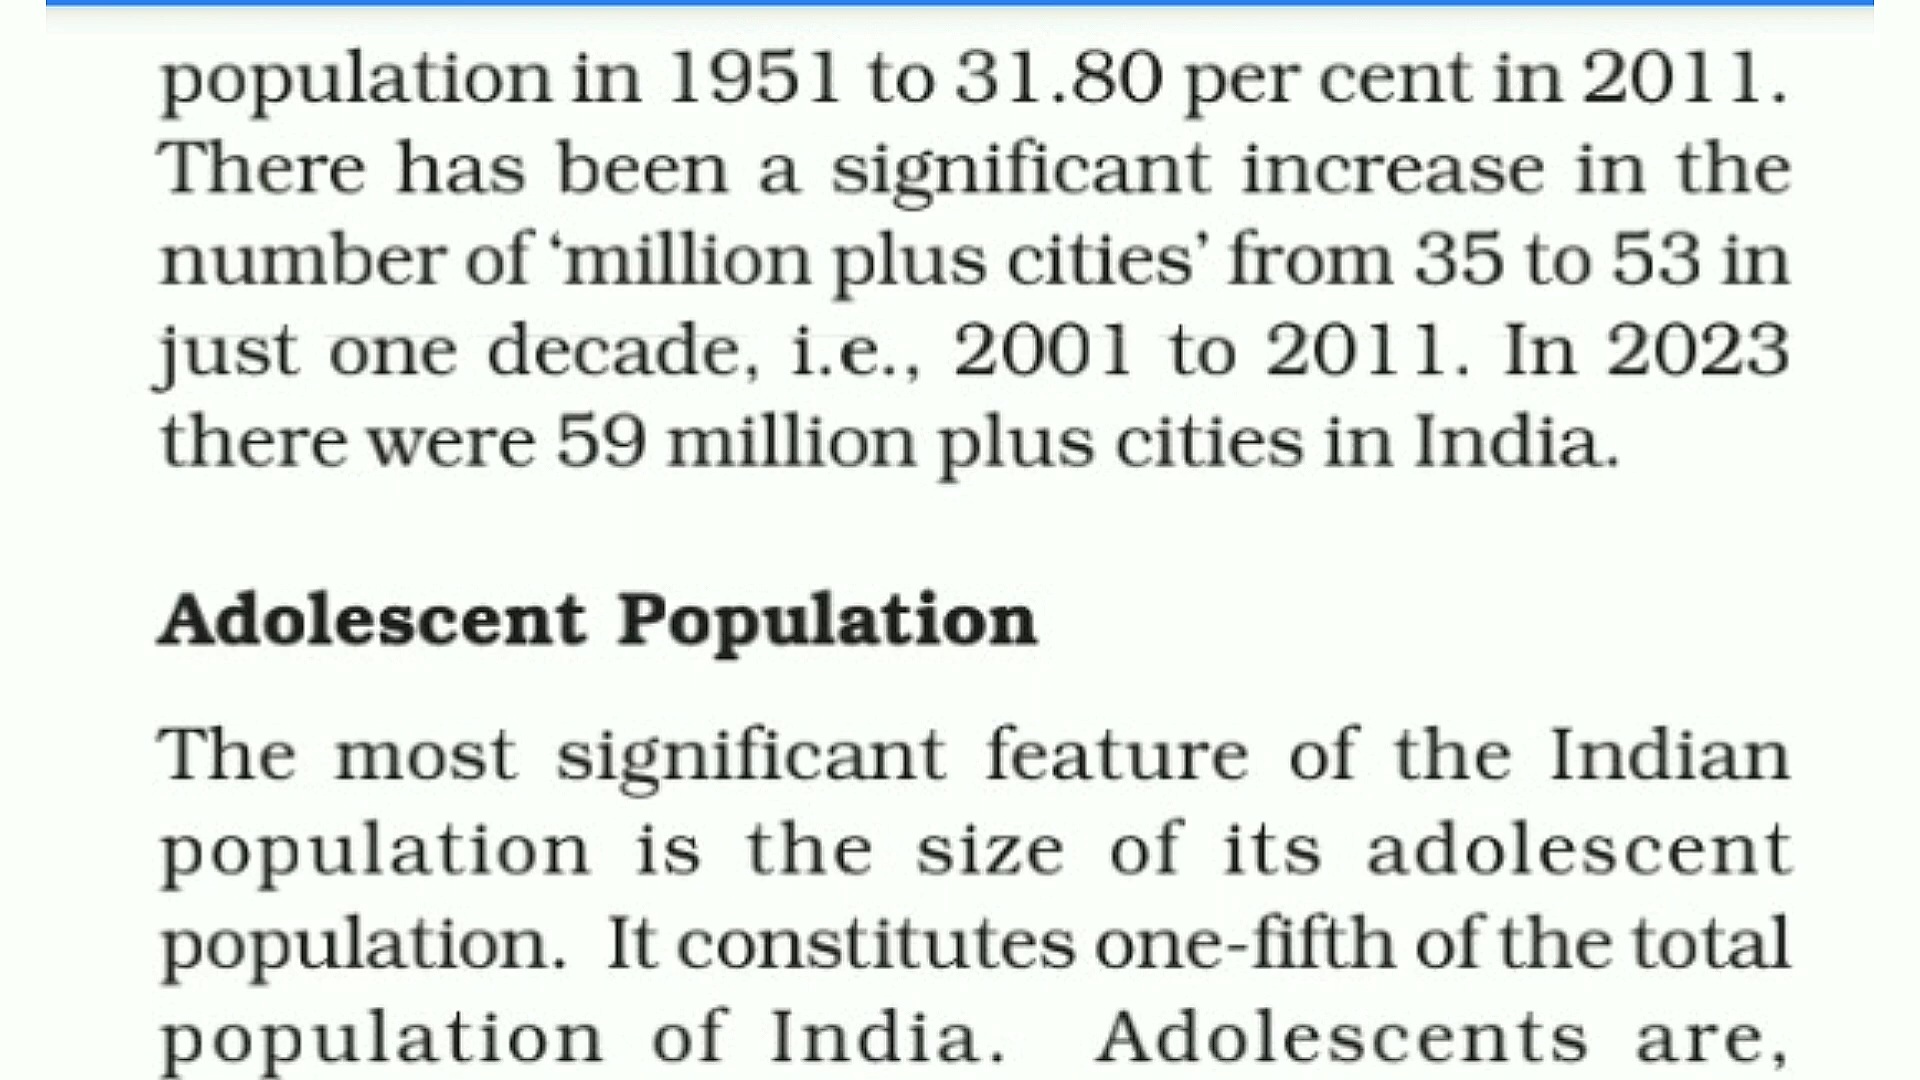 population in 1951 to 31.80 per cent in 2011.
There has been a significant increase in the
number of ‘million plus cities’ from 35 to 53 in
just one decade, i.e., 2001 to 2011. In 2023
there were 59 million plus cities in India.
Adolescent Population
The most significant feature of the Indian
population is the size of its adolescent
population. It constitutes one-fifth of the total
population of India. Adolescents are,